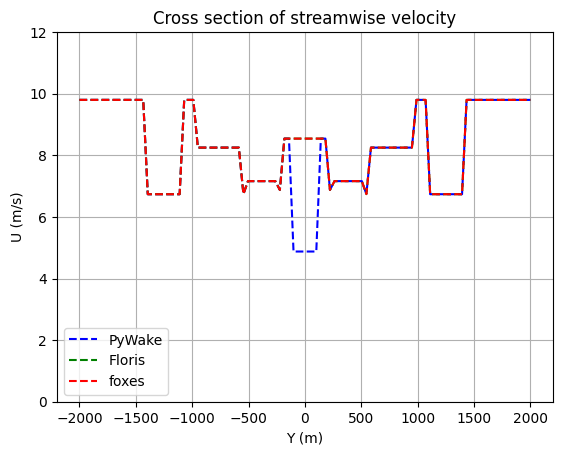 Cross section of streamwise velocity
12
10
8
6
4
2
0
U (m/s)
PyWake
Floris
foxes
−2000 −1500 −1000 −500 0 500 1000 1500 2000
Y (m)